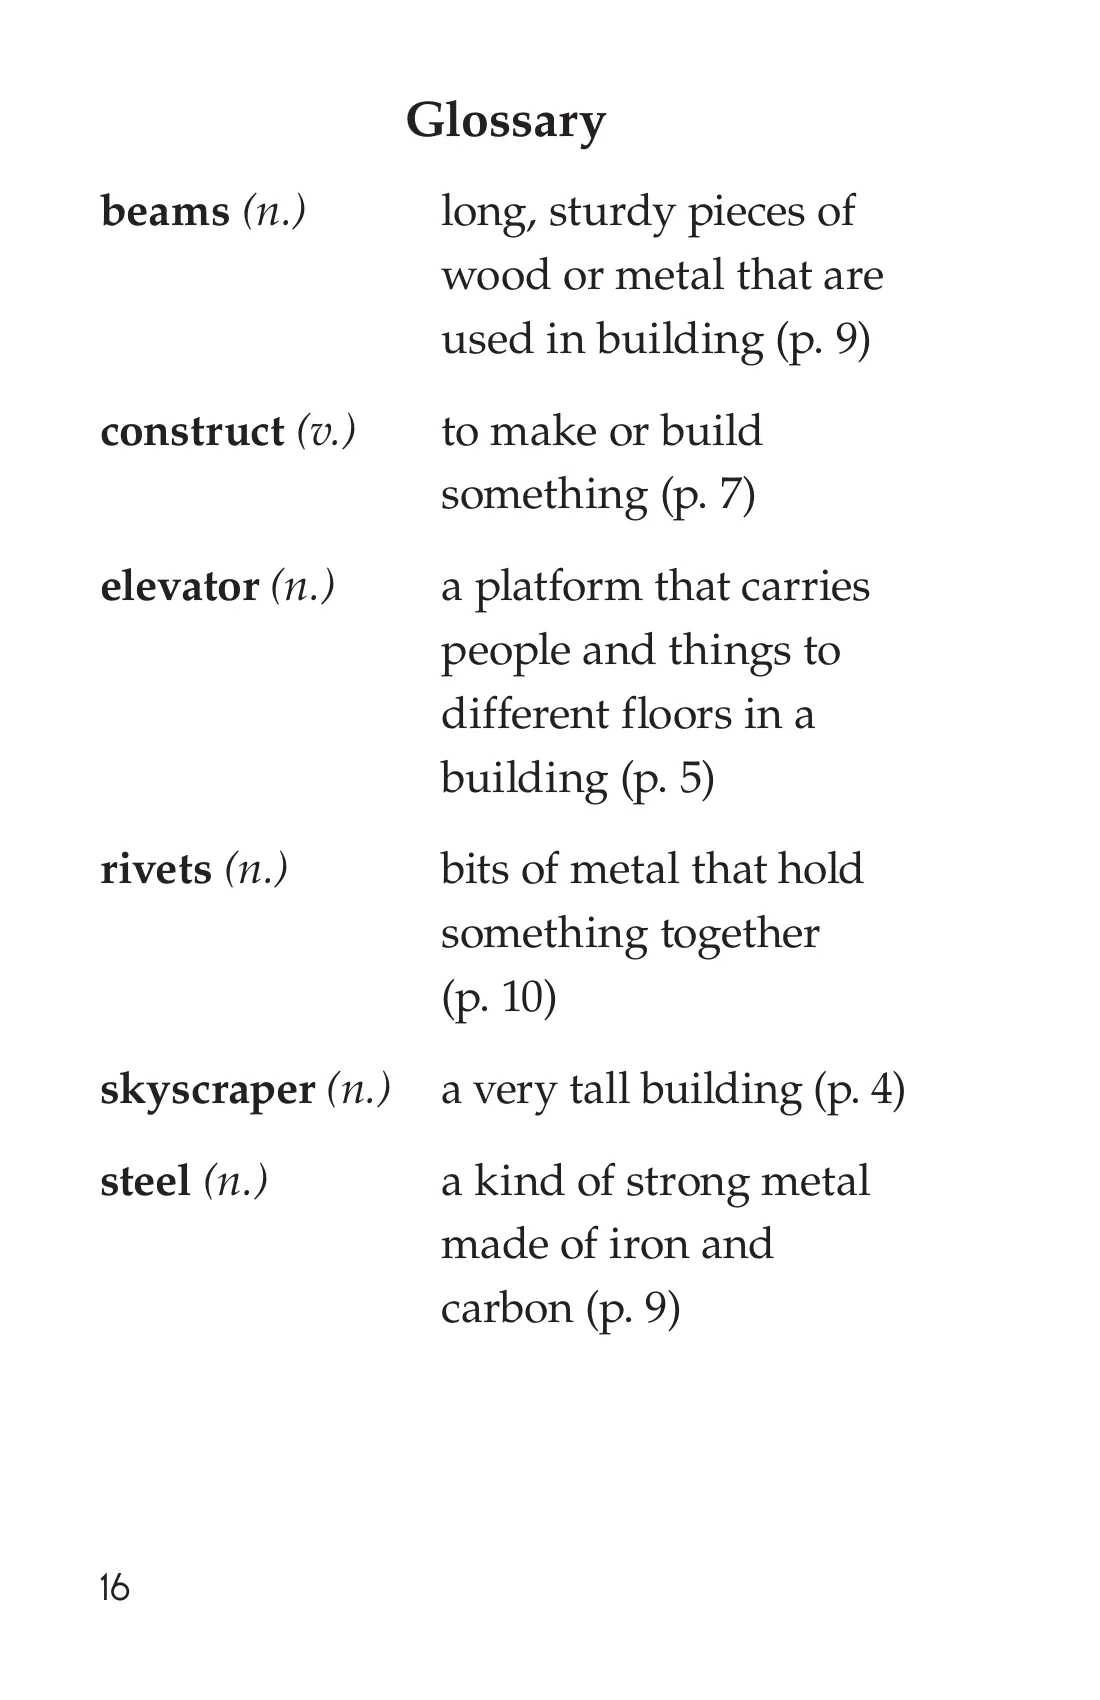 Glossary
beams (n.) long, sturdy pieces of
wood or metal that are
used in building (p. 9)
construct (v.) to make or build
something (p. 7)
elevator (n.) a platform that carries
people and things to
different floors in a
building (p. 5)
rivets (n.) bits of metal that hold
something together
(p. 10)
skyscraper (n.) a very tall building (p. 4)
steel (n.) a kind of strong metal
made of iron and
carbon (p. 9)
16